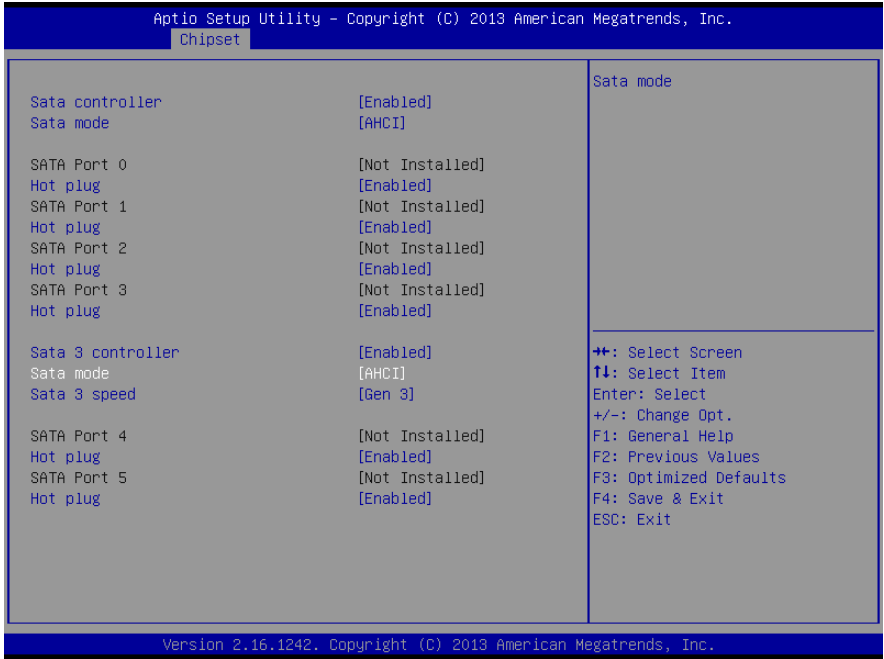 Aptio Setup Utility – Copyright (C) 2013 American Megatrends, Inc.
Chipset
Sata controller [Enabled]
Sata mode [AHCI]
SATA Port 0 [Not Installed]
Hot plug [Enabled]
SATA Port 1 [Not Installed]
Hot plug [Enabled]
SATA Port 2 [Not Installed]
Hot plug [Enabled]
SATA Port 3 [Not Installed]
Hot plug [Enabled]
Sata 3 controller [Enabled]
Sata mode [AHCI]
Sata 3 speed [Gen 3]
SATA Port 4 [Not Installed]
Hot plug [Enabled]
SATA Port 5 [Not Installed]
Hot plug [Enabled]
Sata mode
→←: Select Screen
↑↓: Select Item
Enter: Select
+/-: Change Opt.
F1: General Help
F2: Previous Values
F3: Optimized Defaults
F4: Save & Exit
ESC: Exit
Version 2.16.1242. Copyright (C) 2013 American Megatrends, Inc.